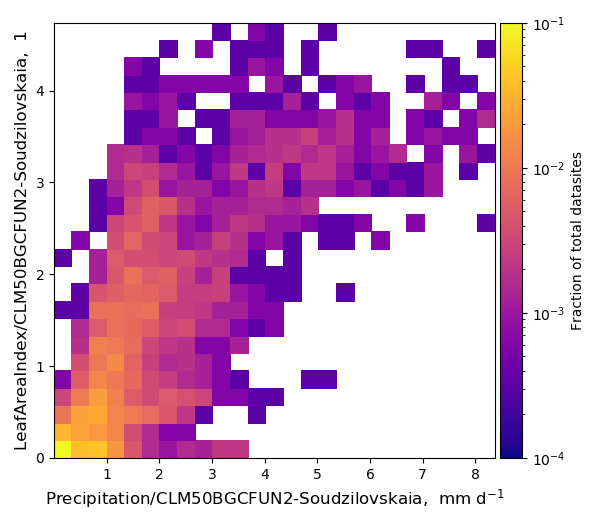 LeafAreaIndex/CLM50BGCFUN2-Soudzilovskaia,  1
4
3
2
1
0
1 2 3 4 5 6 7 8
Precipitation/CLM50BGCFUN2-Soudzilovskaia,  mm d⁻¹
10⁻¹
10⁻²
10⁻³
10⁻⁴
Fraction of total datasites